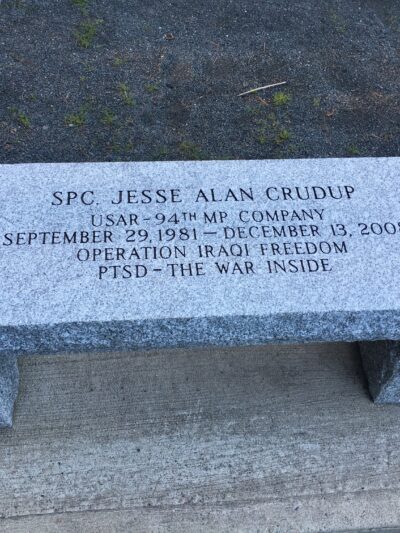 SPC. JESSE ALAN CRUDUP
USAR-94TH MP COMPANY
SEPTEMBER 29, 1981 — DECEMBER 13, 2008
OPERATION IRAQI FREEDOM
PTSD-THE WAR INSIDE